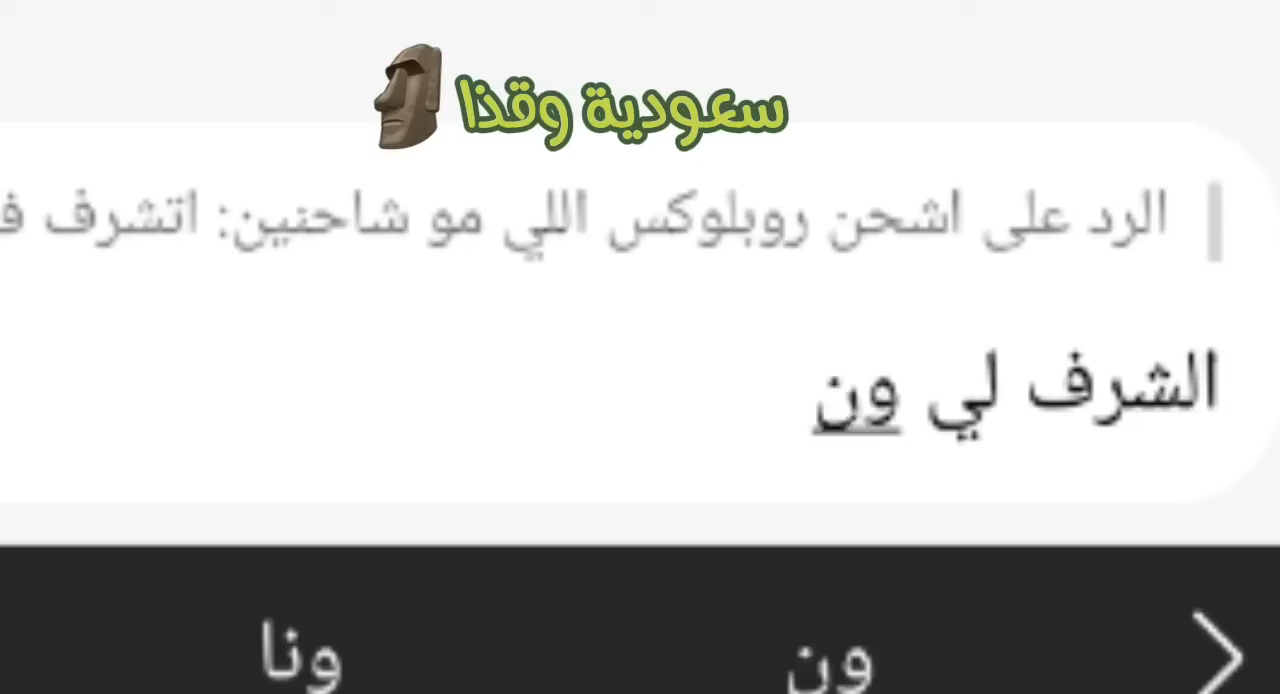 سعودية وقذا
الرد على اشحن روبلوكس اللي مو شاحنين: اتشرف
الشرف لي ون
ون
ونا